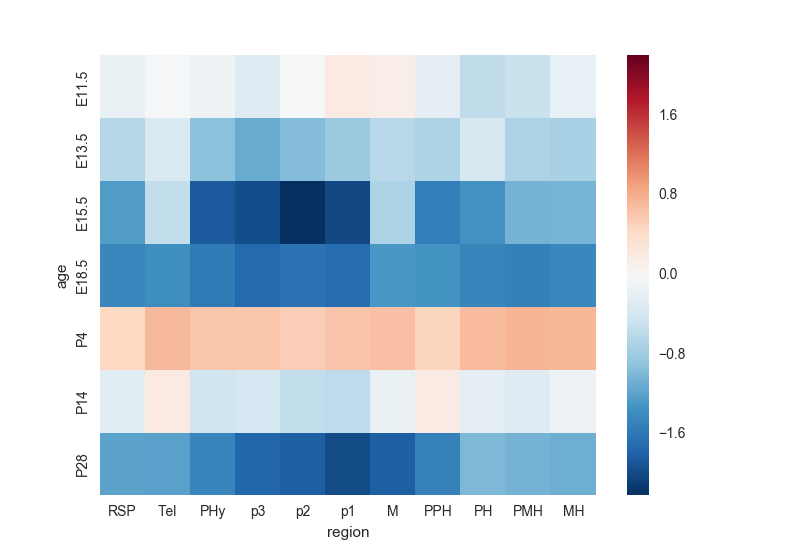 age
E11.5
E13.5
E15.5
E18.5
P4
P14
P28
RSP Tel PHy p3 p2 p1 M PPH PH PMH MH
region
1.6
0.8
0.0
−0.8
−1.6